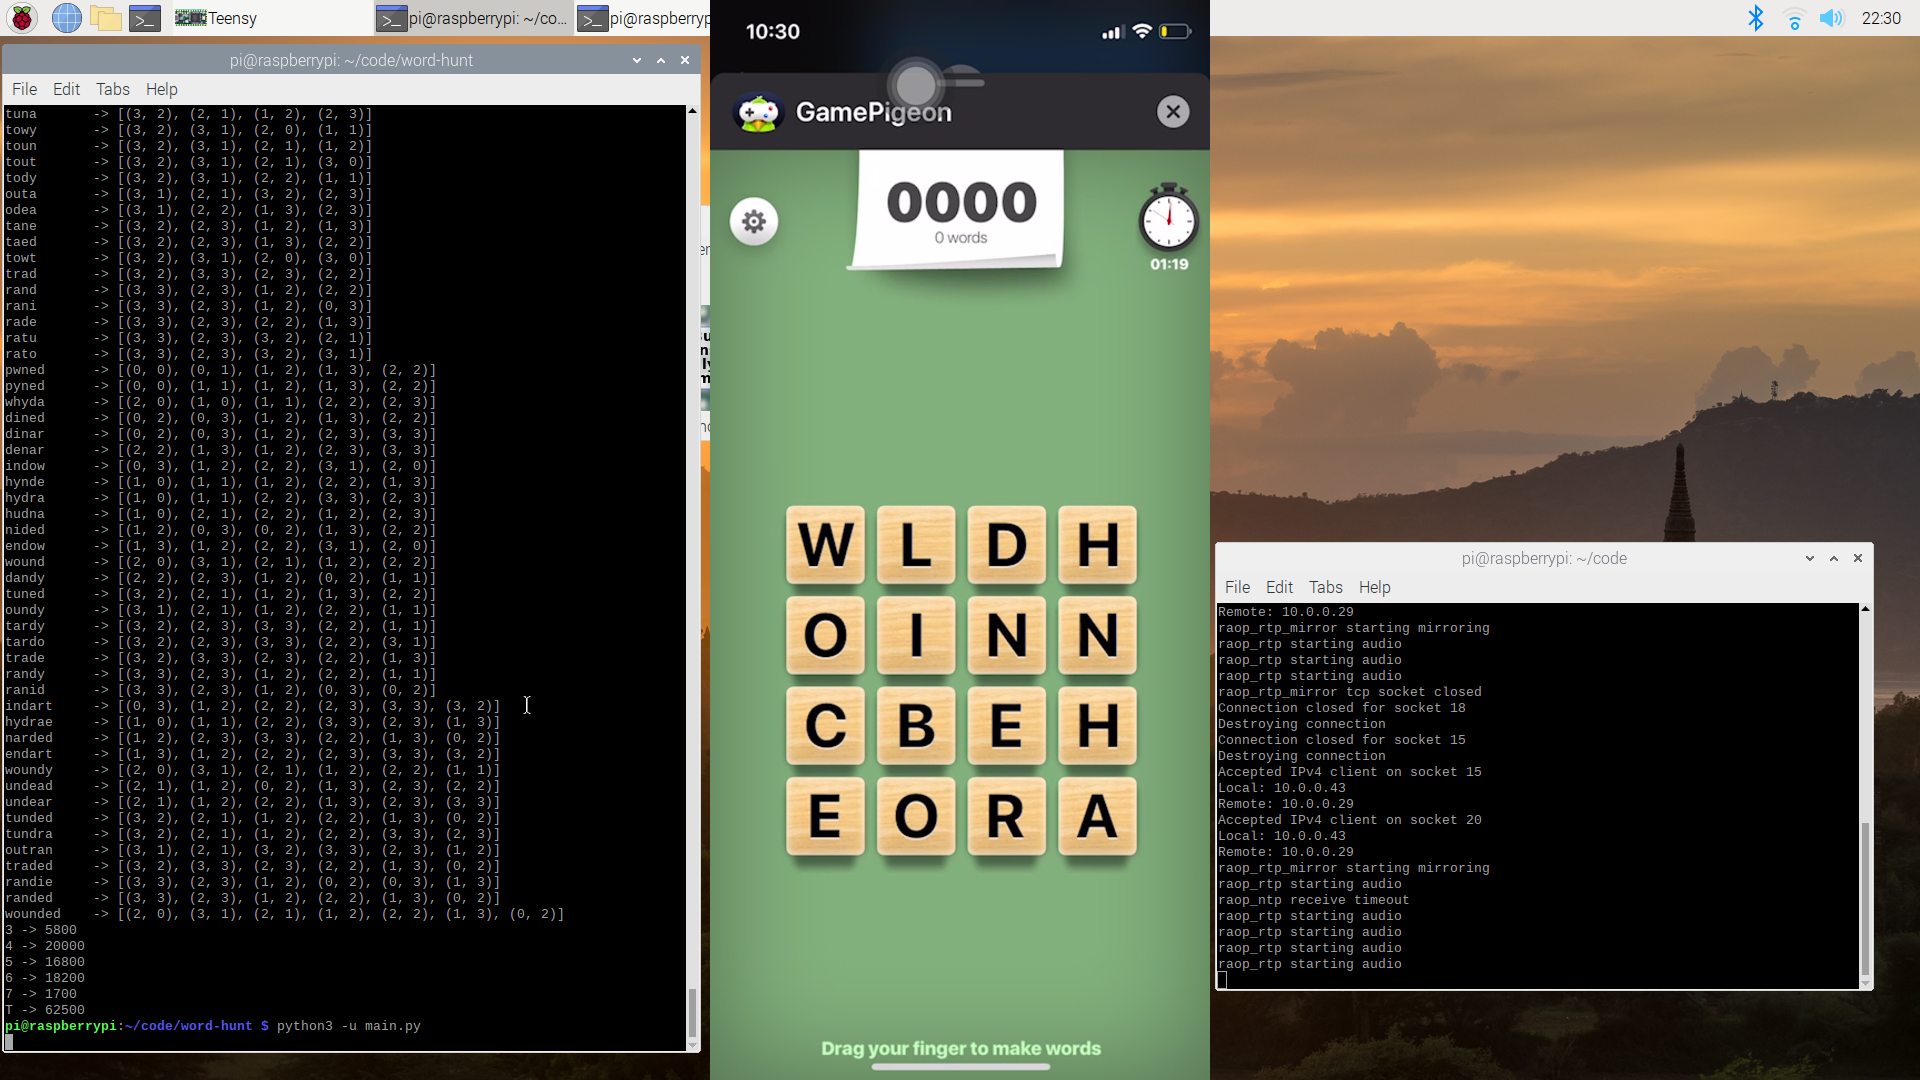 Teensy
pi@raspberrypi: ~/co...
pi@raspberryp
22:30
pi@raspberrypi: ~/code/word-hunt
File Edit Tabs Help
tuna -> [(3, 2), (2, 1), (1, 2), (2, 3)]
towy -> [(3, 2), (3, 1), (2, 0), (1, 1)]
toun -> [(3, 2), (3, 1), (2, 1), (1, 2)]
tout -> [(3, 2), (3, 1), (2, 1), (3, 0)]
tody -> [(3, 2), (3, 1), (2, 2), (1, 1)]
outa -> [(3, 1), (2, 1), (3, 2), (2, 3)]
odea -> [(3, 1), (2, 2), (1, 3), (2, 3)]
tane -> [(3, 2), (2, 3), (1, 2), (1, 3)]
taed -> [(3, 2), (2, 3), (1, 3), (2, 2)]
towt -> [(3, 2), (3, 1), (2, 0), (3, 0)]
trad -> [(3, 2), (3, 3), (2, 3), (2, 2)]
rand -> [(3, 3), (2, 3), (1, 2), (2, 2)]
rani -> [(3, 3), (2, 3), (1, 2), (0, 3)]
rade -> [(3, 3), (2, 3), (2, 2), (1, 3)]
ratu -> [(3, 3), (2, 3), (3, 2), (2, 1)]
rato -> [(3, 3), (2, 3), (3, 2), (3, 1)]
pwned -> [(0, 0), (0, 1), (1, 2), (1, 3), (2, 2)]
pyned -> [(0, 0), (1, 1), (1, 2), (1, 3), (2, 2)]
whyda -> [(2, 0), (1, 0), (1, 1), (2, 2), (2, 3)]
dined -> [(0, 2), (0, 3), (1, 2), (1, 3), (2, 2)]
dinar -> [(0, 2), (0, 3), (1, 2), (2, 3), (3, 3)]
denar -> [(2, 2), (1, 3), (1, 2), (2, 3), (3, 3)]
indow -> [(0, 3), (1, 2), (2, 2), (3, 1), (2, 0)]
hynde -> [(1, 0), (1, 1), (1, 2), (2, 2), (1, 3)]
hydra -> [(1, 0), (1, 1), (2, 2), (3, 3), (2, 3)]
hudna -> [(1, 0), (2, 1), (2, 2), (1, 2), (2, 3)]
nided -> [(1, 2), (0, 3), (0, 2), (1, 3), (2, 2)]
endow -> [(1, 3), (1, 2), (2, 2), (3, 1), (2, 0)]
wound -> [(2, 0), (3, 1), (2, 1), (1, 2), (2, 2)]
dandy -> [(2, 2), (2, 3), (1, 2), (0, 2), (1, 1)]
tuned -> [(3, 2), (2, 1), (1, 2), (1, 3), (2, 2)]
oundy -> [(3, 1), (2, 1), (1, 2), (2, 2), (1, 1)]
tardy -> [(3, 2), (2, 3), (3, 3), (2, 2), (1, 1)]
tardo -> [(3, 2), (2, 3), (3, 3), (2, 2), (3, 1)]
trade -> [(3, 2), (3, 3), (2, 3), (2, 2), (1, 3)]
randy -> [(3, 3), (2, 3), (1, 2), (2, 2), (1, 1)]
ranid -> [(3, 3), (2, 3), (1, 2), (0, 3), (0, 2)]
indart -> [(0, 3), (1, 2), (2, 2), (2, 3), (3, 3), (3, 2)]
hydrae -> [(1, 0), (1, 1), (2, 2), (3, 3), (2, 3), (1, 3)]
narded -> [(1, 2), (2, 3), (3, 3), (2, 2), (1, 3), (0, 2)]
endart -> [(1, 3), (1, 2), (2, 2), (2, 3), (3, 3), (3, 2)]
woundy -> [(2, 0), (3, 1), (2, 1), (1, 2), (2, 2), (1, 1)]
undead -> [(2, 1), (1, 2), (0, 2), (1, 3), (2, 3), (2, 2)]
undear -> [(2, 1), (1, 2), (2, 2), (1, 3), (2, 3), (3, 3)]
tunded -> [(3, 2), (2, 1), (1, 2), (2, 2), (1, 3), (0, 2)]
tundra -> [(3, 2), (2, 1), (1, 2), (2, 2), (3, 3), (2, 3)]
outran -> [(3, 1), (2, 1), (3, 2), (3, 3), (2, 3), (1, 2)]
traded -> [(3, 2), (3, 3), (2, 3), (2, 2), (1, 3), (0, 2)]
randie -> [(3, 3), (2, 3), (1, 2), (0, 2), (0, 3), (1, 3)]
randed -> [(3, 3), (2, 3), (1, 2), (2, 2), (1, 3), (0, 2)]
wounded -> [(2, 0), (3, 1), (2, 1), (1, 2), (2, 2), (1, 3), (0, 2)]
3 -> 5800
4 -> 20000
5 -> 16800
6 -> 18200
7 -> 1700
T -> 62500
pi@raspberrypi:~/code/word-hunt $ python3 -u main.py
10:30
GamePigeon
0000
0 words
01:19
W L D H
O I N N
C B E H
E O R A
Drag your finger to make words
pi@raspberrypi: ~/code
File Edit Tabs Help
Remote: 10.0.0.29
raop_rtp_mirror starting mirroring
raop_rtp starting audio
raop_rtp starting audio
raop_rtp starting audio
raop_rtp_mirror tcp socket closed
Connection closed for socket 18
Destroying connection
Connection closed for socket 15
Destroying connection
Accepted IPv4 client on socket 15
Local: 10.0.0.43
Remote: 10.0.0.29
Accepted IPv4 client on socket 20
Local: 10.0.0.43
Remote: 10.0.0.29
raop_rtp_mirror starting mirroring
raop_rtp starting audio
raop_ntp receive timeout
raop_rtp starting audio
raop_rtp starting audio
raop_rtp starting audio
raop_rtp starting audio